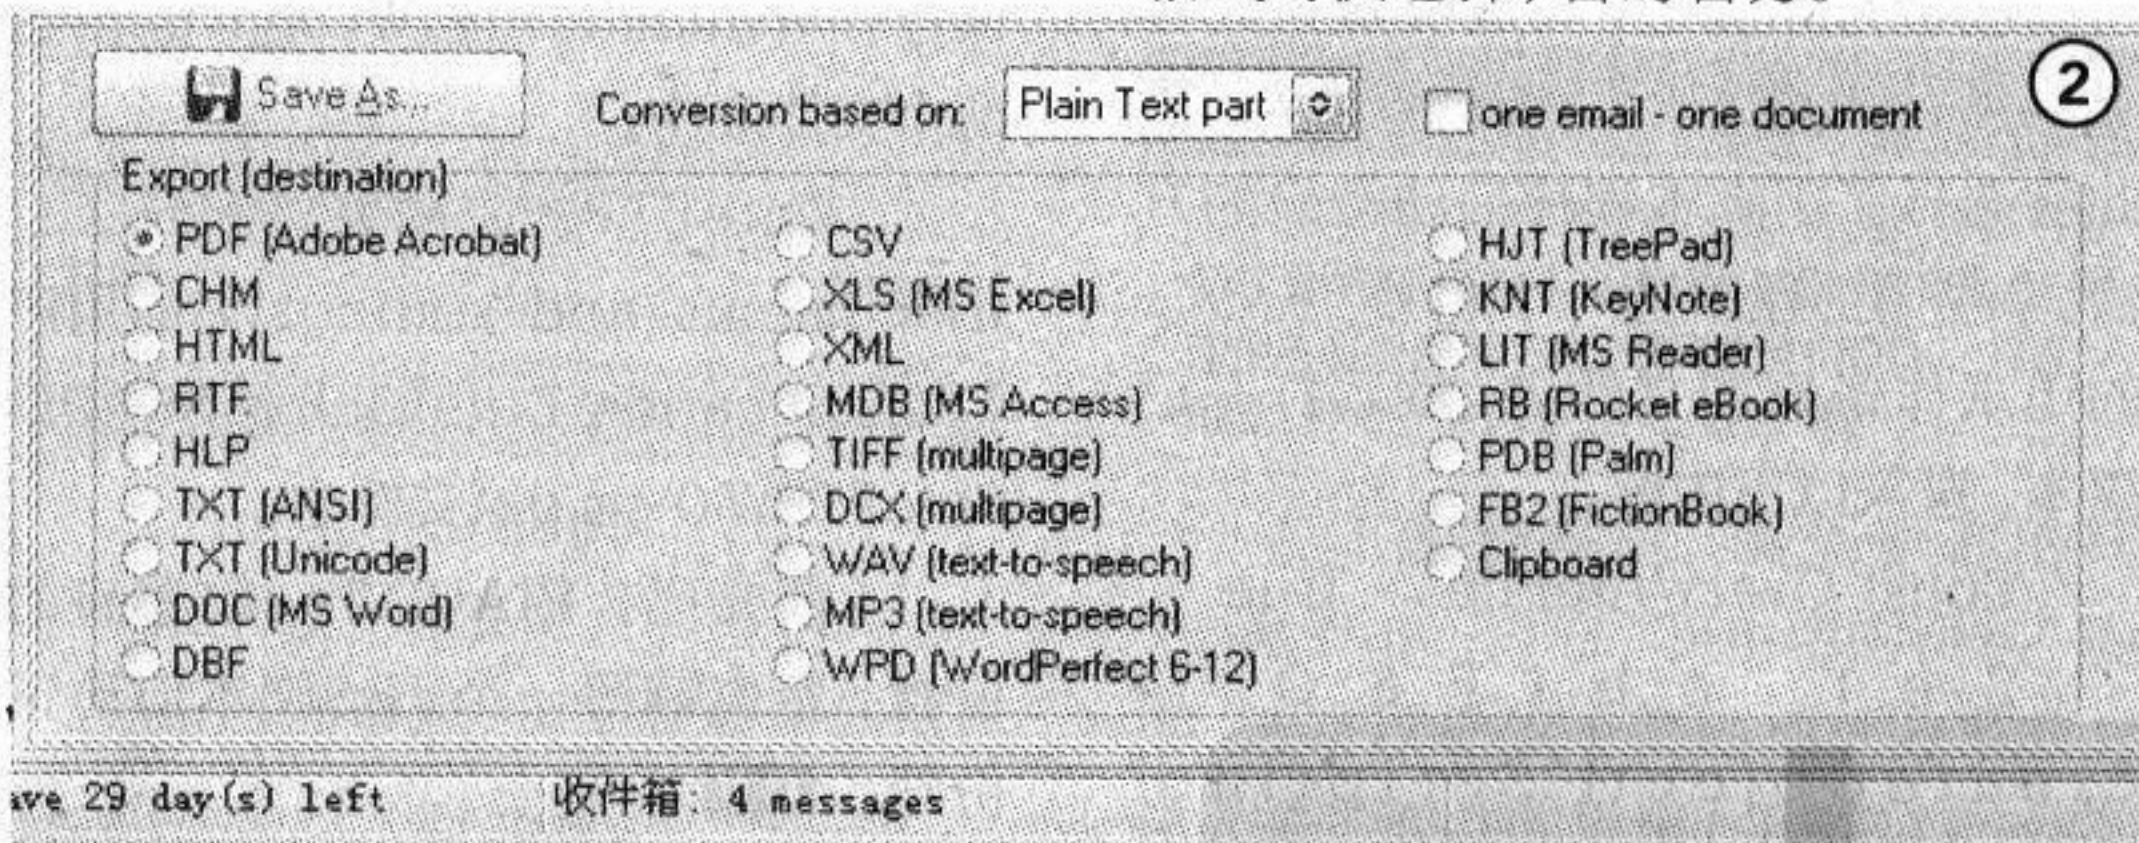 Save As...
Conversion based on: Plain Text part one email - one document
2
Export (destination)
PDF (Adobe Acrobat)
CHM
HTML
RTF
HLP
TXT (ANSI)
TXT (Unicode)
DOC (MS Word)
DBF
CSV
XLS (MS Excel)
XML
MDB (MS Access)
TIFF (multipage)
DCX (multipage)
WAV (text-to-speech)
MP3 (text-to-speech)
WPD (WordPerfect 6-12)
HJT (TreePad)
KNT (KeyNote)
LIT (MS Reader)
RB (Rocket eBook)
PDB (Palm)
FB2 (FictionBook)
Clipboard
29 day(s) left 收件箱: 4 messages